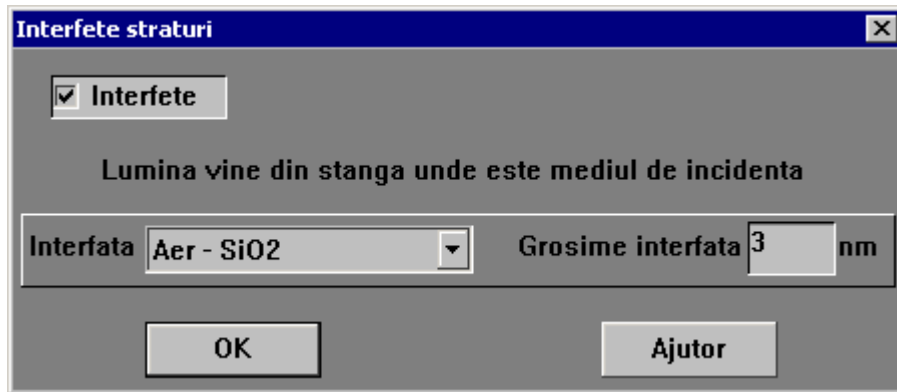 Interfete straturi
Interfete
Lumina vine din stanga unde este mediul de incidenta
Interfata Aer - SiO2 Grosime interfata 3 nm
OK Ajutor